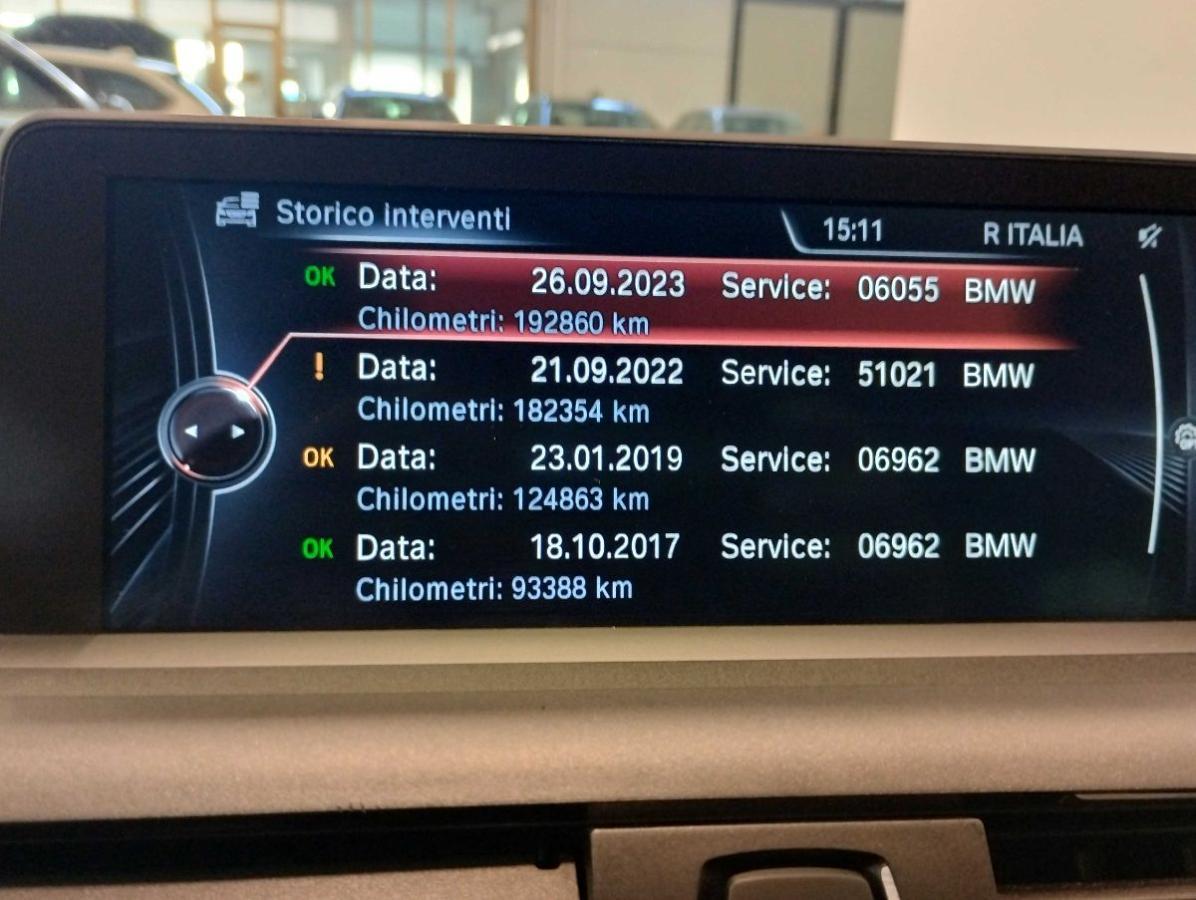 Storico interventi 15:11 R ITALIA
OK Data: 26.09.2023 Service: 06055 BMW
Chilometri: 192860 km
! Data: 21.09.2022 Service: 51021 BMW
Chilometri: 182354 km
OK Data: 23.01.2019 Service: 06962 BMW
Chilometri: 124863 km
OK Data: 18.10.2017 Service: 06962 BMW
Chilometri: 93388 km